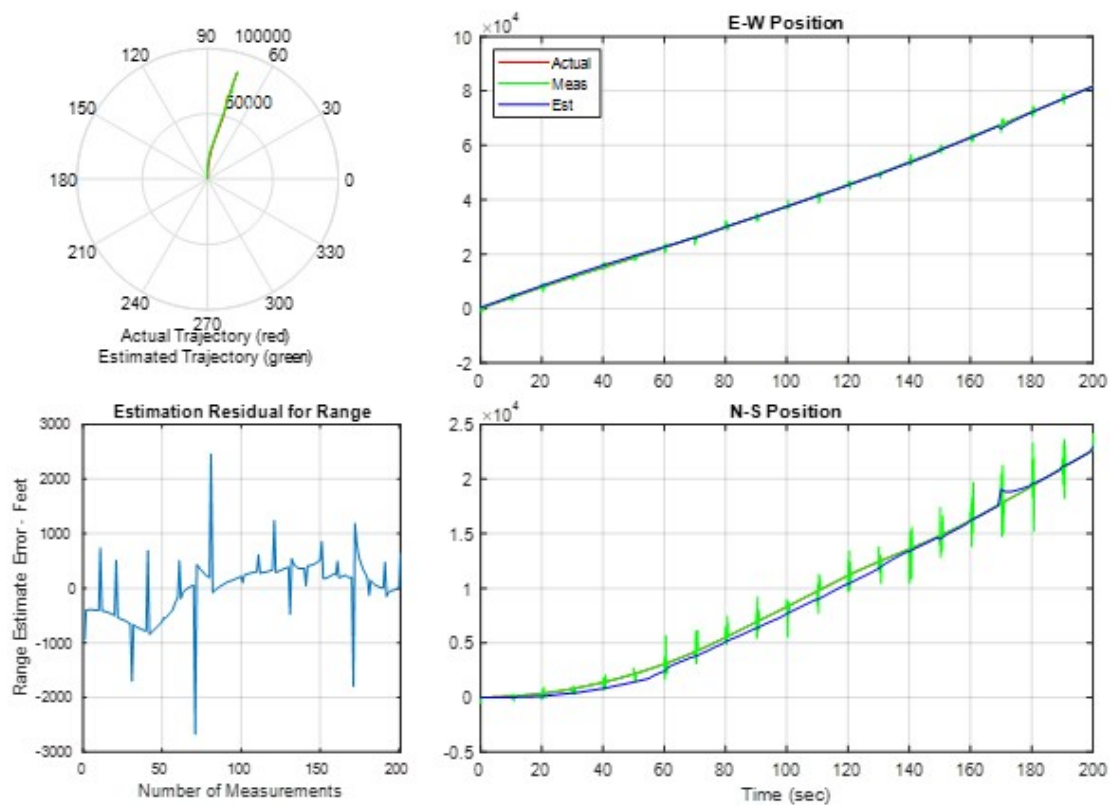 90
100000
120
60
150
50000
30
180
0
210
330
240
300
270
Actual Trajectory (red)
Estimated Trajectory (green)
E-W Position
×10⁴
10
8
6
4
2
0
-2
Actual
Meas
Est
0 20 40 60 80 100 120 140 160 180 200
Estimation Residual for Range
Range Estimate Error - Feet
3000
2000
1000
0
-1000
-2000
-3000
0 50 100 150 200
Number of Measurements
N-S Position
×10⁴
2.5
2
1.5
1
0.5
0
-0.5
0 20 40 60 80 100 120 140 160 180 200
Time (sec)